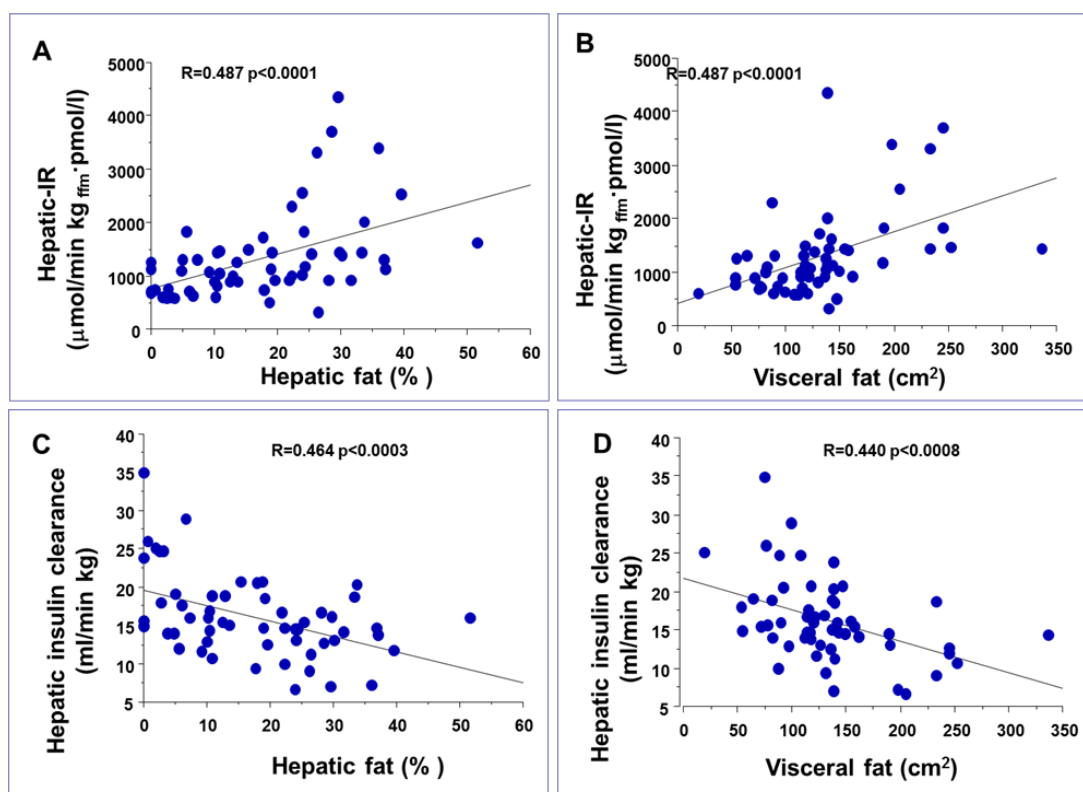 A
R=0.487 p<0.0001
Hepatic-IR
(μmol/min kg ffm·pmol/l)
5000
4000
3000
2000
1000
0
0 10 20 30 40 50 60
Hepatic fat (% )
B
R=0.487 p<0.0001
Hepatic-IR
(μmol/min kg ffm·pmol/l)
5000
4000
3000
2000
1000
0
0 50 100 150 200 250 300 350
Visceral fat (cm²)
C
R=0.464 p<0.0003
Hepatic insulin clearance
(ml/min kg)
40
35
30
25
20
15
10
5
0 10 20 30 40 50 60
Hepatic fat (% )
D
R=0.440 p<0.0008
Hepatic insulin clearance
(ml/min kg)
40
35
30
25
20
15
10
5
0 50 100 150 200 250 300 350
Visceral fat (cm²)